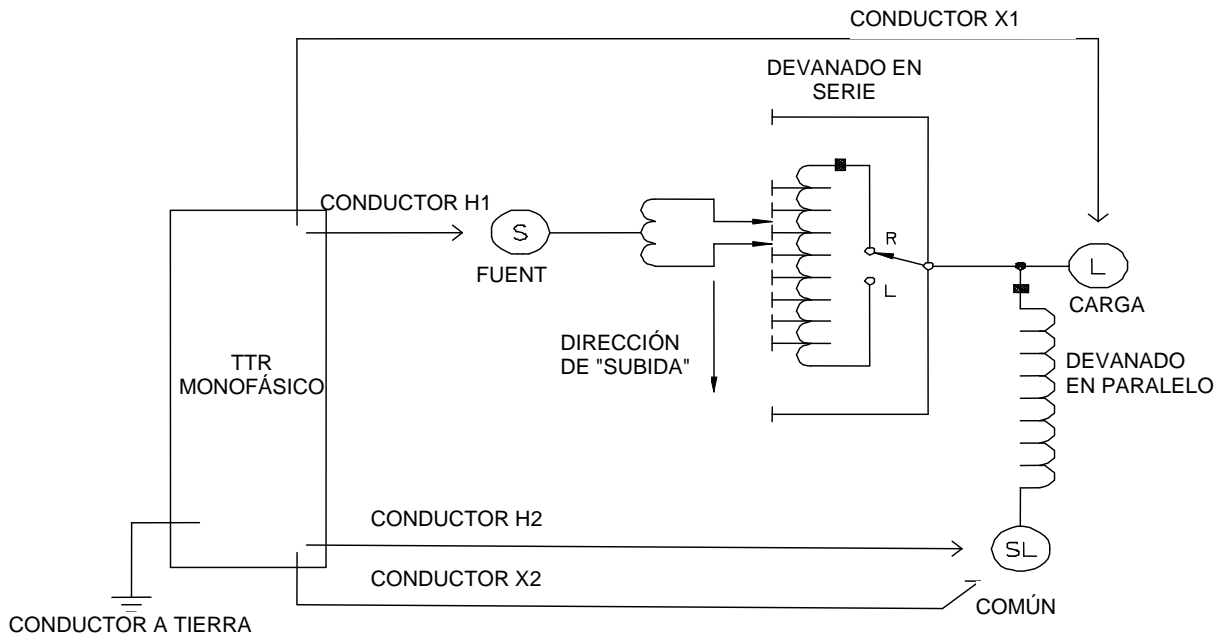 CONDUCTOR X1
DEVANADO EN
SERIE
CONDUCTOR H1
S
FUENT
R
L
L
CARGA
DIRECCIÓN
DE "SUBIDA"
DEVANADO
EN PARALELO
TTR
MONOFÁSICO
CONDUCTOR H2
SL
CONDUCTOR X2
COMÚN
CONDUCTOR A TIERRA